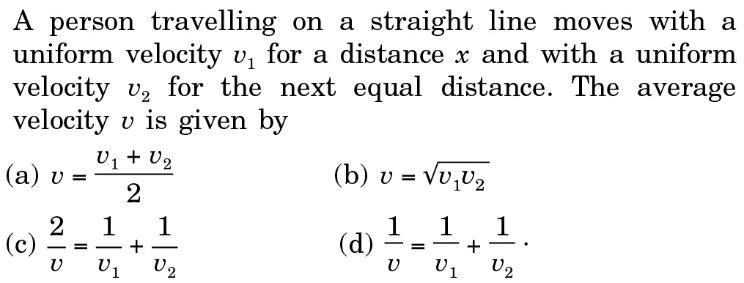 A person travelling on a straight line moves with a
uniform velocity v₁ for a distance x and with a uniform
velocity v₂ for the next equal distance. The average
velocity v is given by
(a) v = (v₁ + v₂)/2 (b) v = √(v₁v₂)
(c) 2/v = 1/v₁ + 1/v₂ (d) 1/v = 1/v₁ + 1/v₂ .